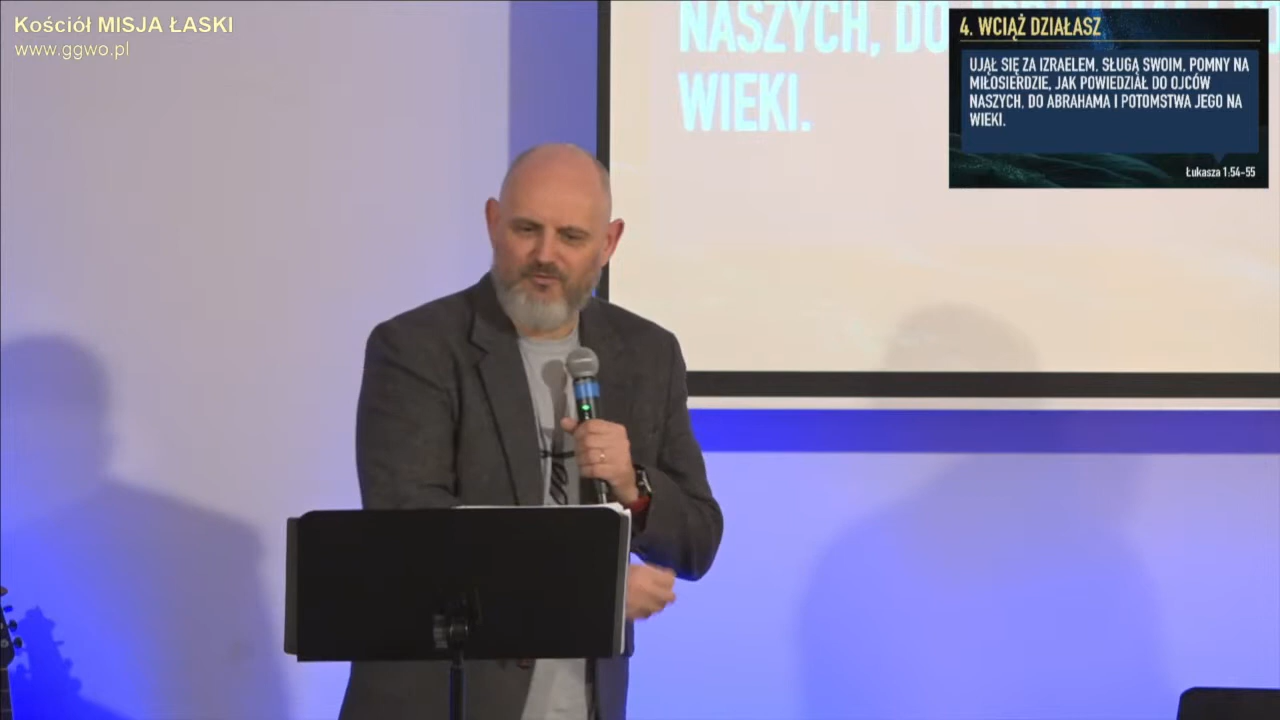 Kościół MISJA ŁASKI
www.ggwo.pl
NASZYCH, DO
WIEKI.
4. WCIĄŻ DZIAŁASZ
UJĄŁ SIĘ ZA IZRAELEM, SŁUGĄ SWOIM, POMNY NA
MIŁOSIERDZIE, JAK POWIEDZIAŁ DO OJCÓW
NASZYCH, DO ABRAHAMA I POTOMSTWA JEGO NA
WIEKI.
Łukasza 1:54-55